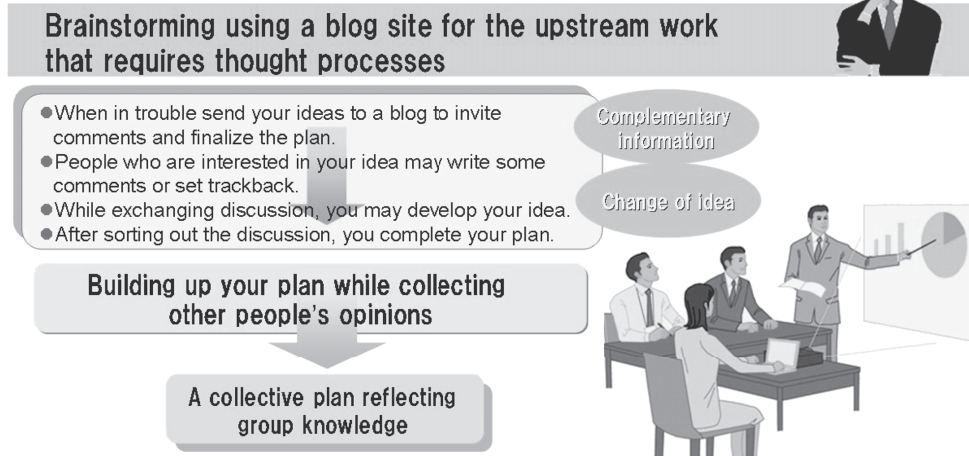 Brainstorming using a blog site for the upstream work
that requires thought processes
●When in trouble send your ideas to a blog to invite
comments and finalize the plan.
●People who are interested in your idea may write some
comments or set trackback.
●While exchanging discussion, you may develop your idea.
●After sorting out the discussion, you complete your plan.
Complementary
information
Change of idea
Building up your plan while collecting
other people's opinions
A collective plan reflecting
group knowledge